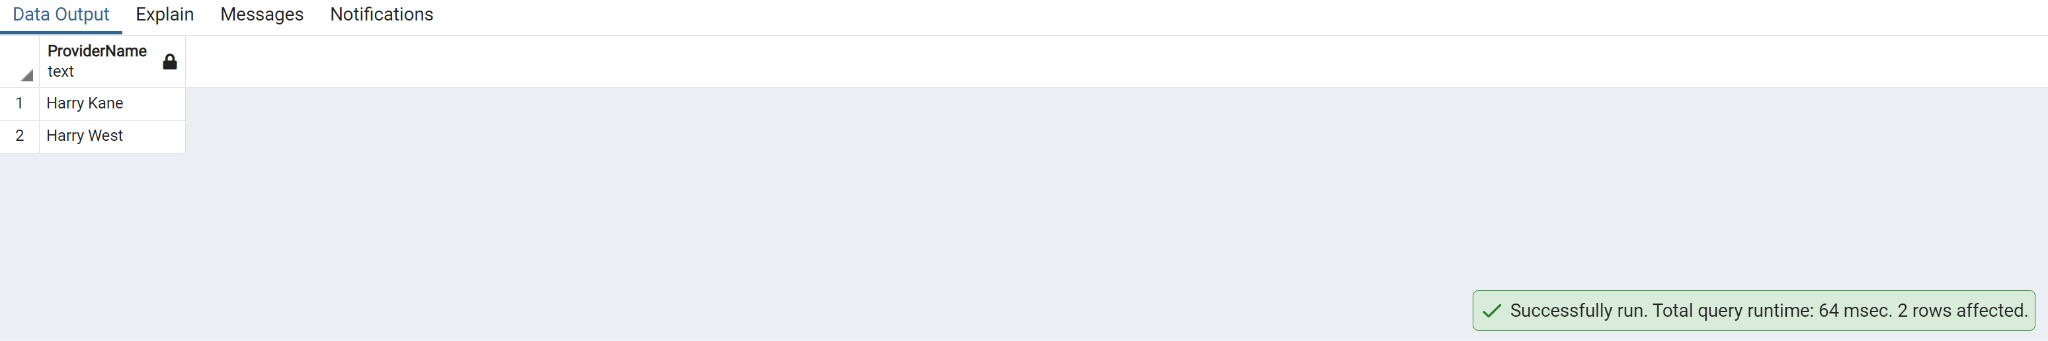 Data Output Explain Messages Notifications
ProviderName
text
1 Harry Kane
2 Harry West
Successfully run. Total query runtime: 64 msec. 2 rows affected.